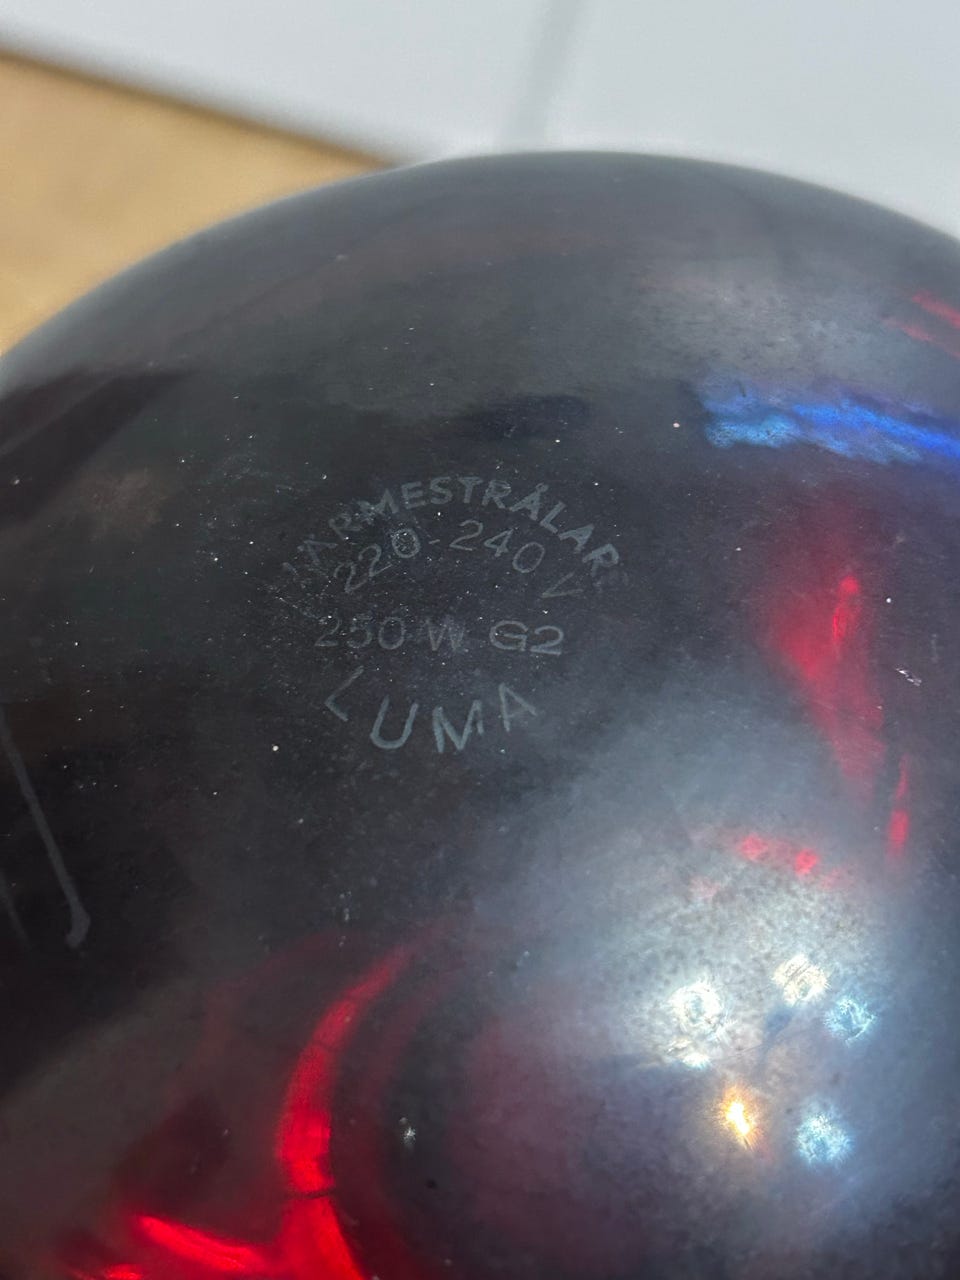 VÄRMESTRÅLARE
220-240 V
250 W G2
LUMA